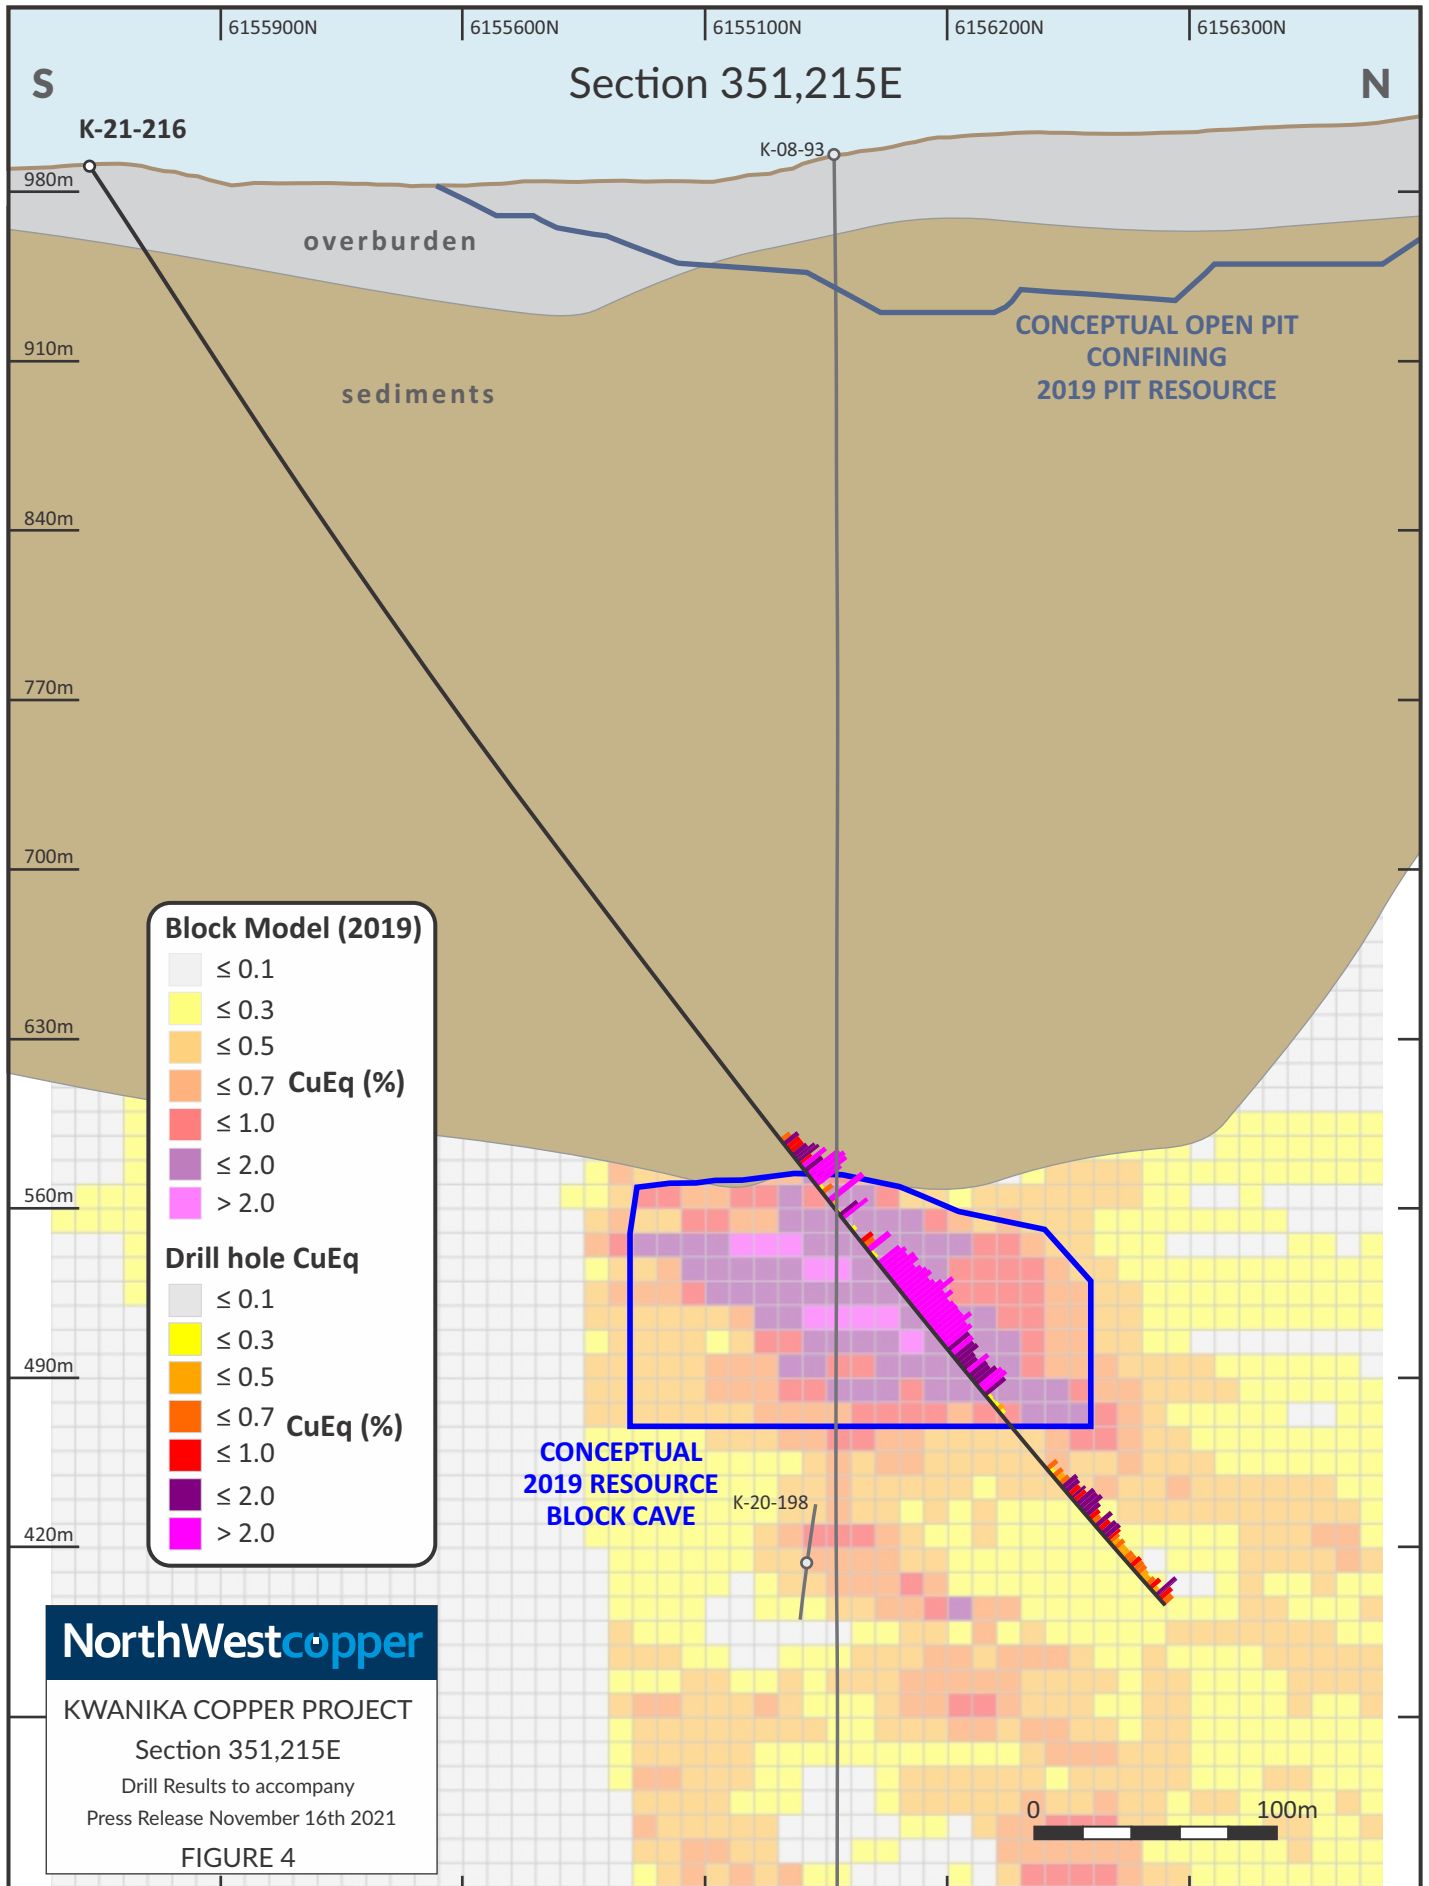 6155900N
6155600N
6155100N
6156200N
6156300N
S
Section 351,215E
N
K-21-216
K-08-93
980m
overburden
CONCEPTUAL OPEN PIT
CONFINING
2019 PIT RESOURCE
910m
sediments
840m
770m
700m
630m
560m
490m
420m
Block Model (2019)
≤ 0.1
≤ 0.3
≤ 0.5
≤ 0.7
CuEq (%)
≤ 1.0
≤ 2.0
> 2.0
Drill hole CuEq
≤ 0.1
≤ 0.3
≤ 0.5
≤ 0.7
CuEq (%)
≤ 1.0
≤ 2.0
> 2.0
CONCEPTUAL
2019 RESOURCE
BLOCK CAVE
K-20-198
NorthWestcopper
KWANIKA COPPER PROJECT
Section 351,215E
Drill Results to accompany
Press Release November 16th 2021
FIGURE 4
0 100m